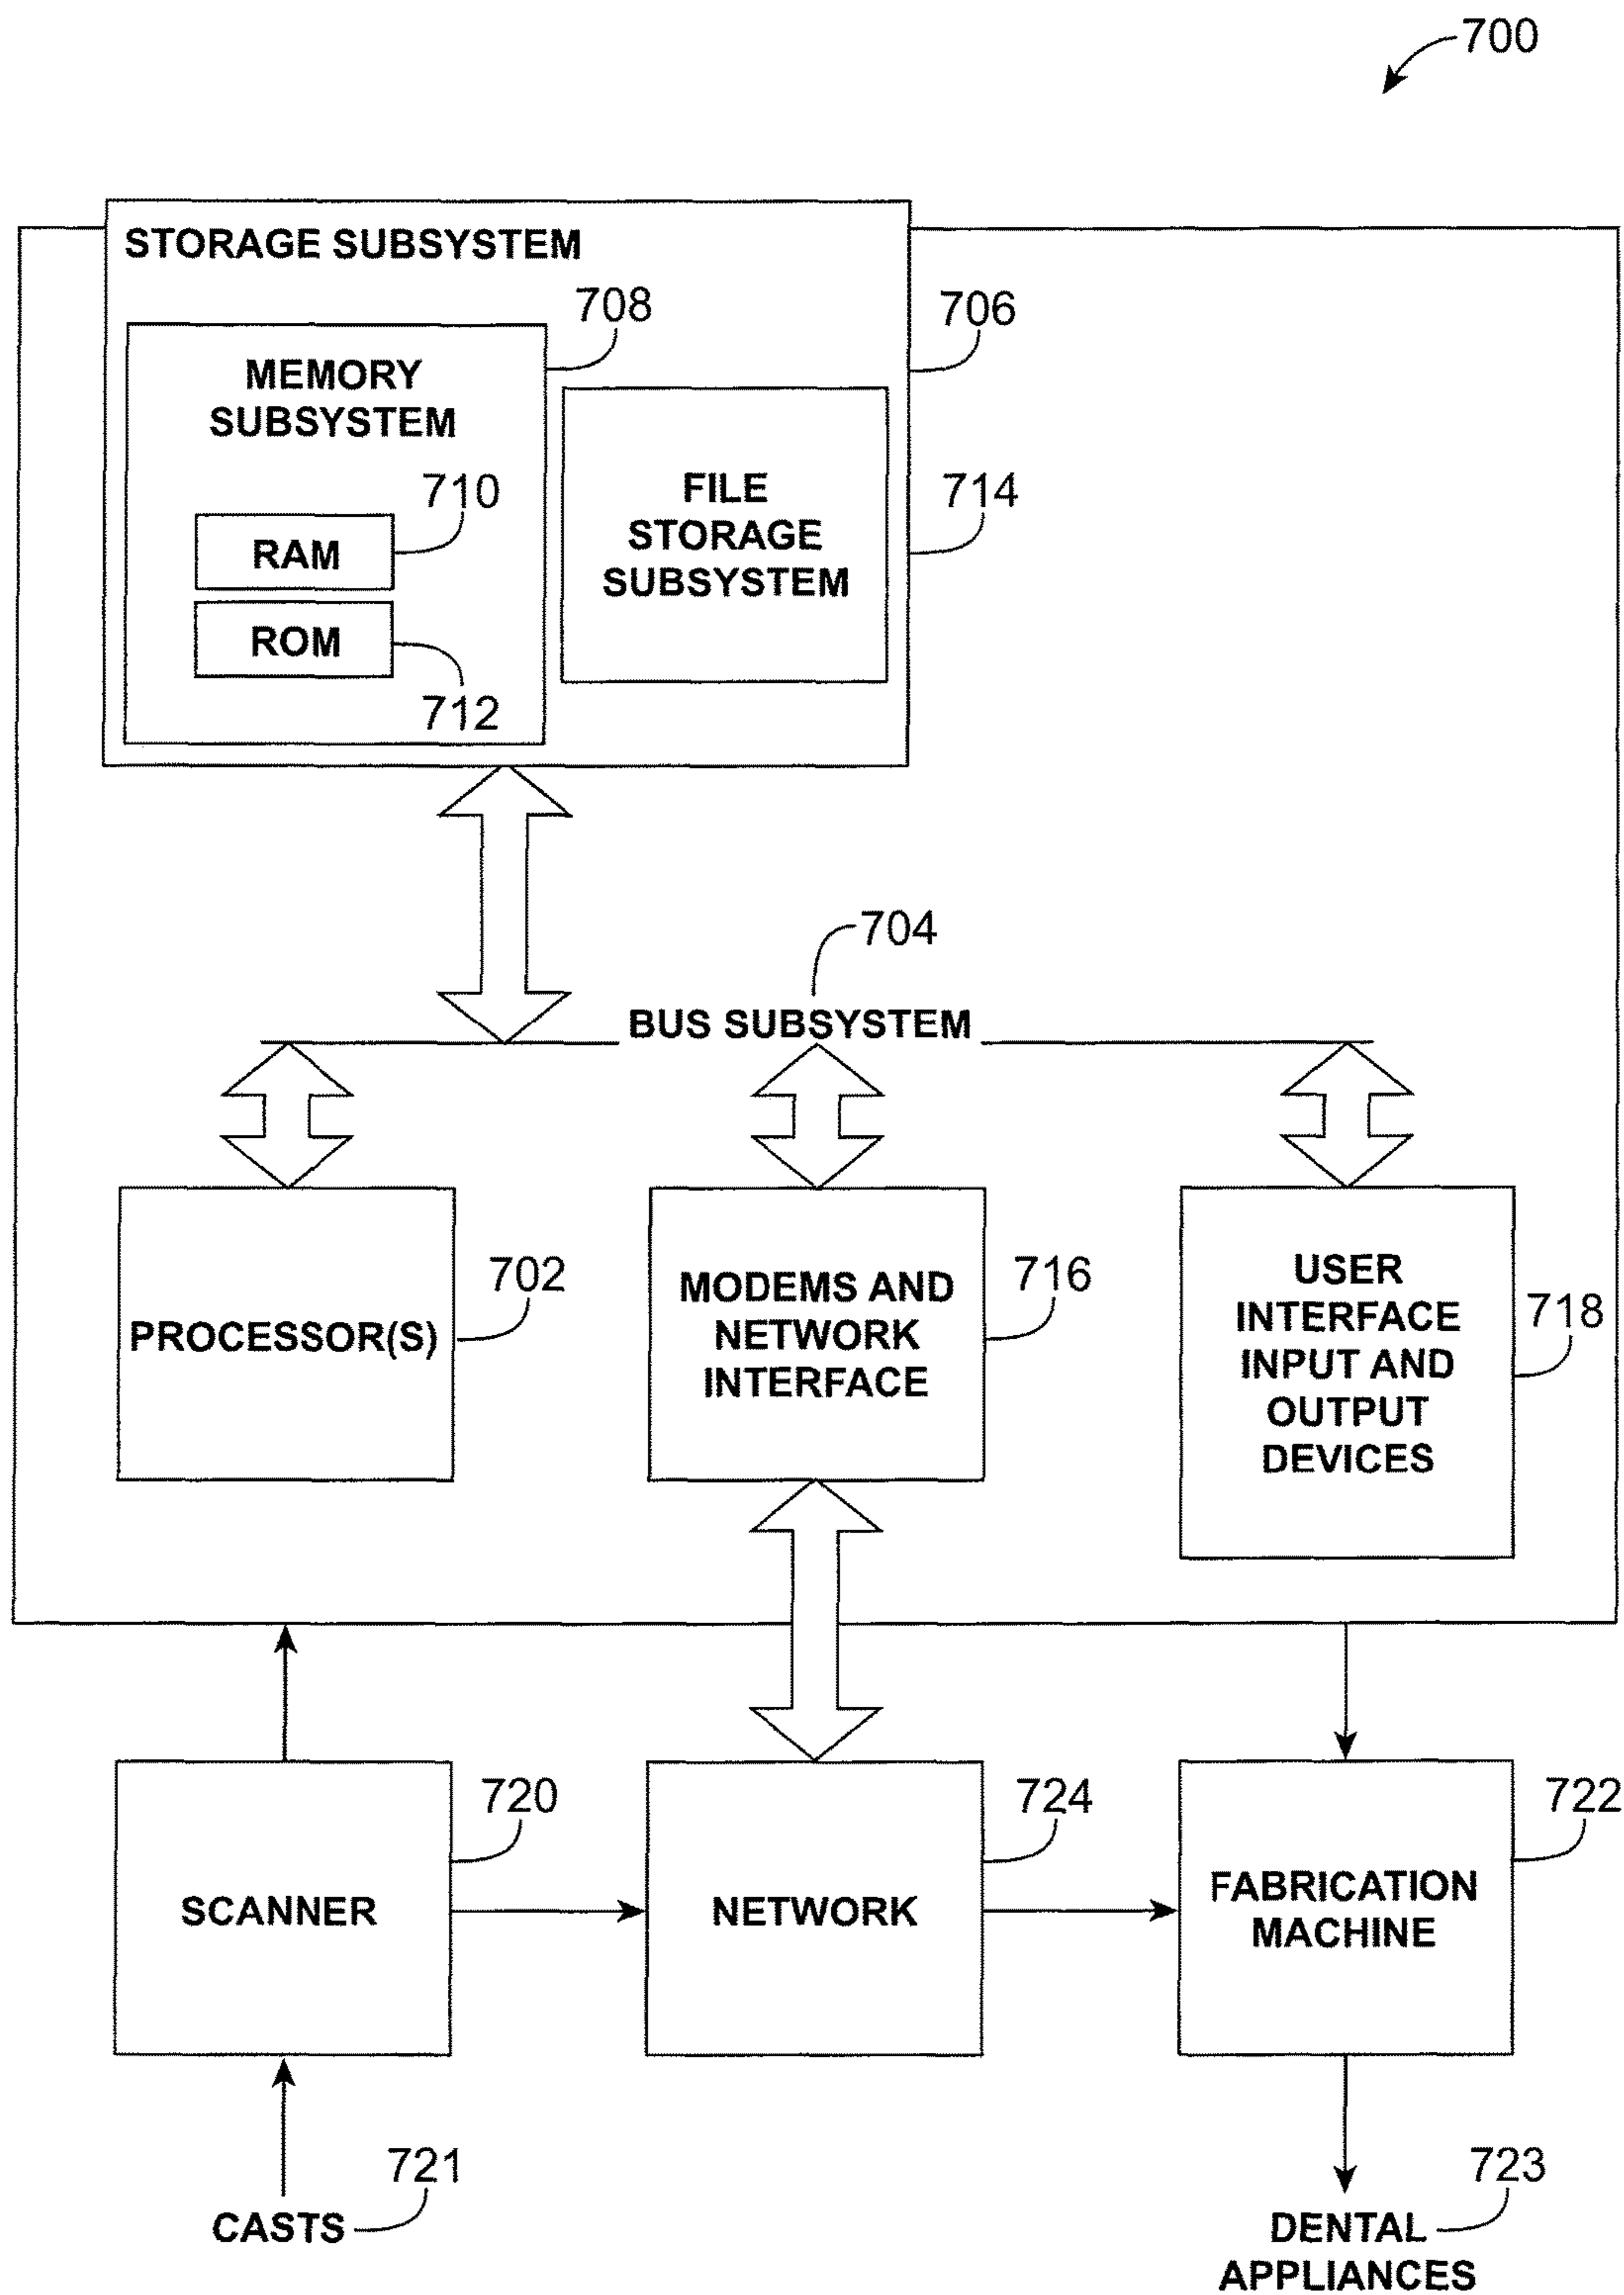 700
STORAGE SUBSYSTEM
708
706
MEMORY
SUBSYSTEM
710
RAM
ROM
712
FILE
STORAGE
SUBSYSTEM
714
704
BUS SUBSYSTEM
PROCESSOR(S)
702
MODEMS AND
NETWORK
INTERFACE
716
USER
INTERFACE
INPUT AND
OUTPUT
DEVICES
718
SCANNER
720
NETWORK
724
FABRICATION
MACHINE
722
CASTS
721
DENTAL
APPLIANCES
723